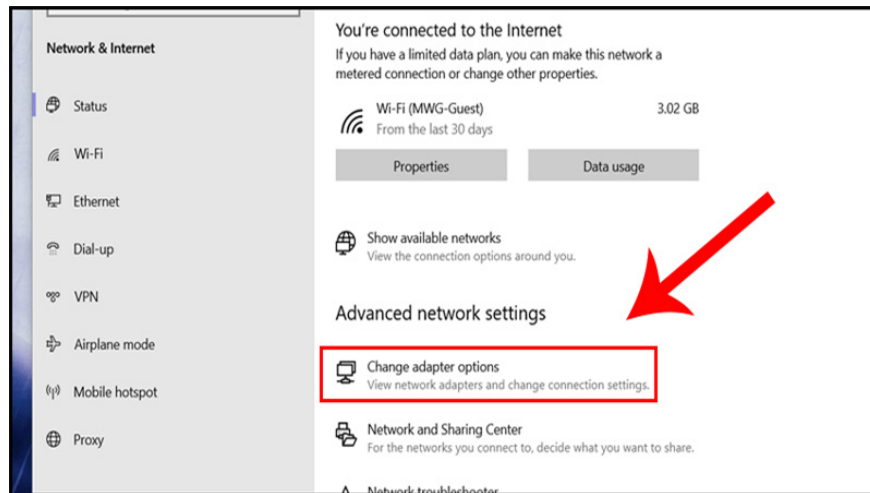 Network & Internet
Status
Wi-Fi
Ethernet
Dial-up
VPN
Airplane mode
Mobile hotspot
Proxy
You're connected to the Internet
If you have a limited data plan, you can make this network a
metered connection or change other properties.
Wi-Fi (MWG-Guest)
3.02 GB
From the last 30 days
Properties
Data usage
Show available networks
View the connection options around you.
Advanced network settings
Change adapter options
View network adapters and change connection settings.
Network and Sharing Center
For the networks you connect to, decide what you want to share.
Network troubleshooter